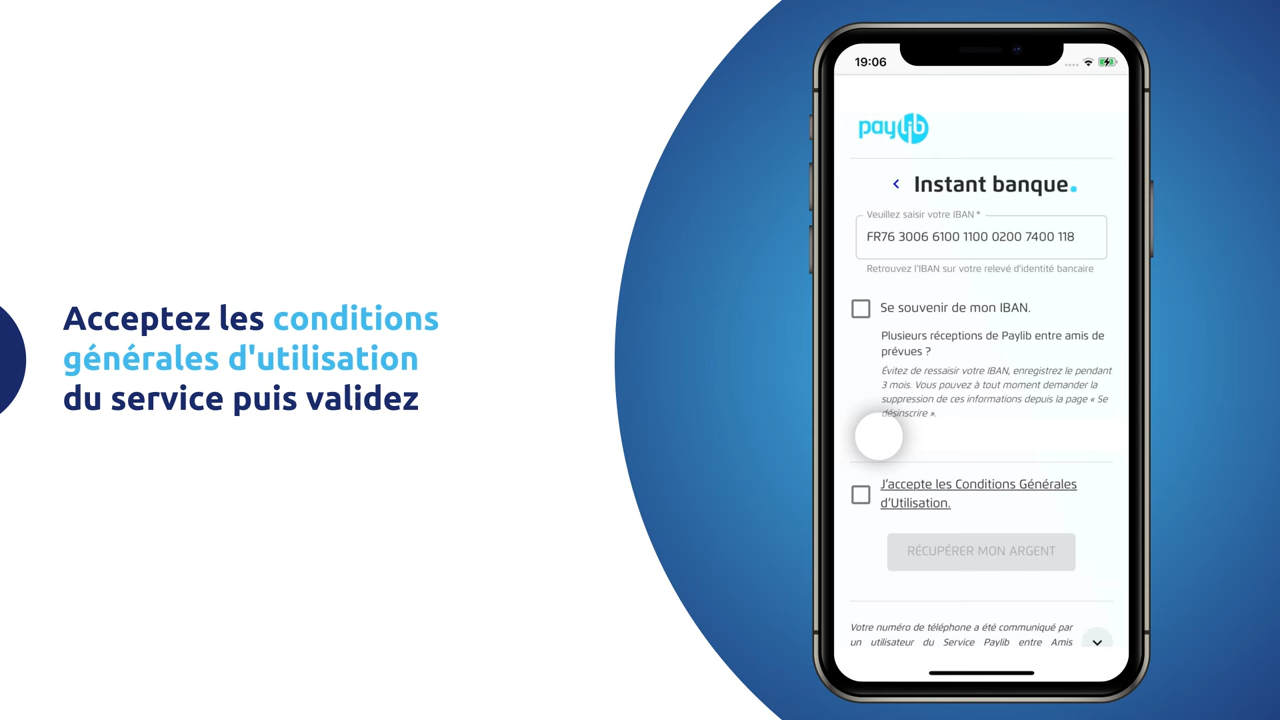 Acceptez les conditions
générales d'utilisation
du service puis validez
19:06
paylib
Instant banque.
Veuillez saisir votre IBAN *
FR76 3006 6100 1100 0200 7400 118
Retrouvez l'IBAN sur votre relevé d'identité bancaire
Se souvenir de mon IBAN.
Plusieurs réceptions de Paylib entre amis de
prévues ?
Évitez de ressaisir votre IBAN, enregistrez le pendant
3 mois. Vous pouvez à tout moment demander la
suppression de ces informations depuis la page « Se
désinscrire ».
J'accepte les Conditions Générales
d'Utilisation.
RÉCUPÉRER MON ARGENT
Votre numéro de téléphone a été communiqué par
un utilisateur du Service Paylib entre Amis